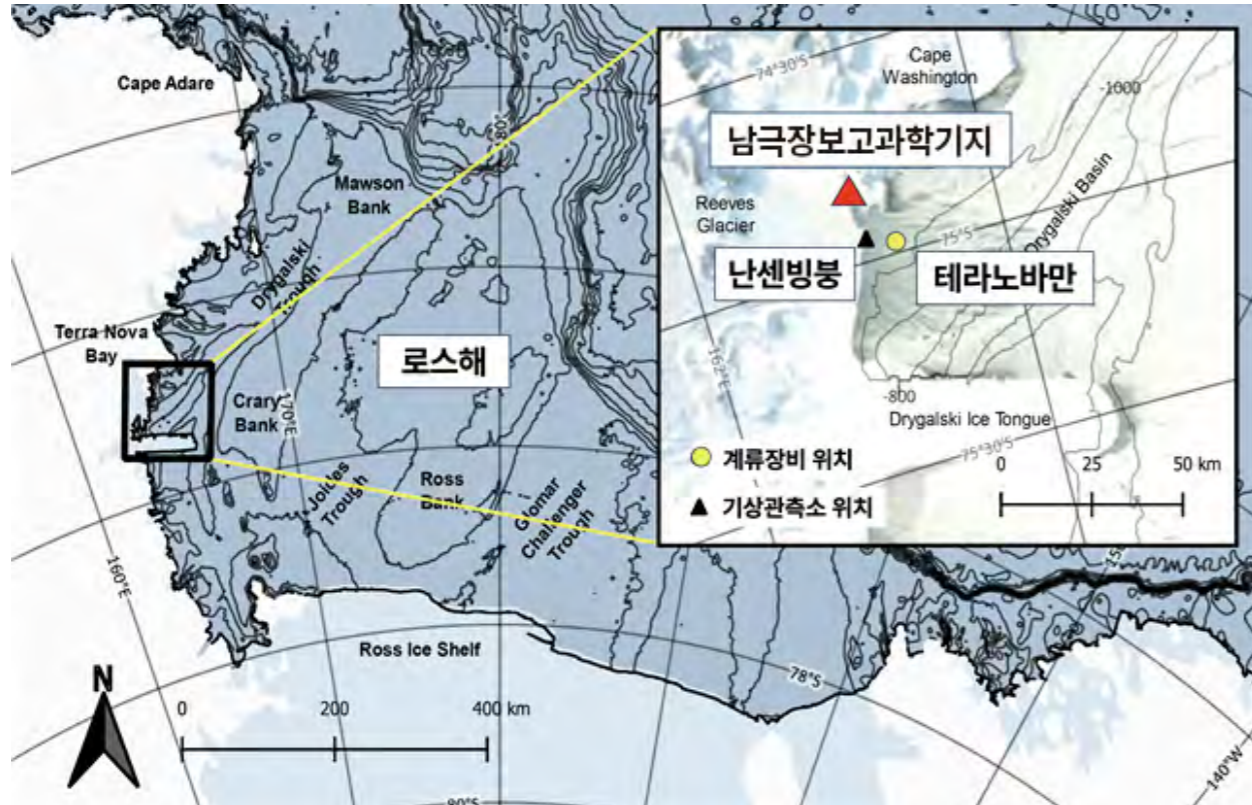 Cape Adare
Mawson
Bank
Drygalski
Trough
Terra Nova
Bay
로스해
Crary
Bank
170°E
180°
Joides
Trough
Ross
Bank
Glomar
Challenger
Trough
160°E
Ross Ice Shelf
78°S
80°S
140°W
N
0
200
400 km
Cape
Washington
74°30'S
-1000
남극장보고과학기지
Reeves
Glacier
Drygalski Basin
75°S
난센빙붕
테라노바만
162°E
-800
Drygalski Ice Tongue
75°30'S
계류장비 위치
기상관측소 위치
0
25
50 km